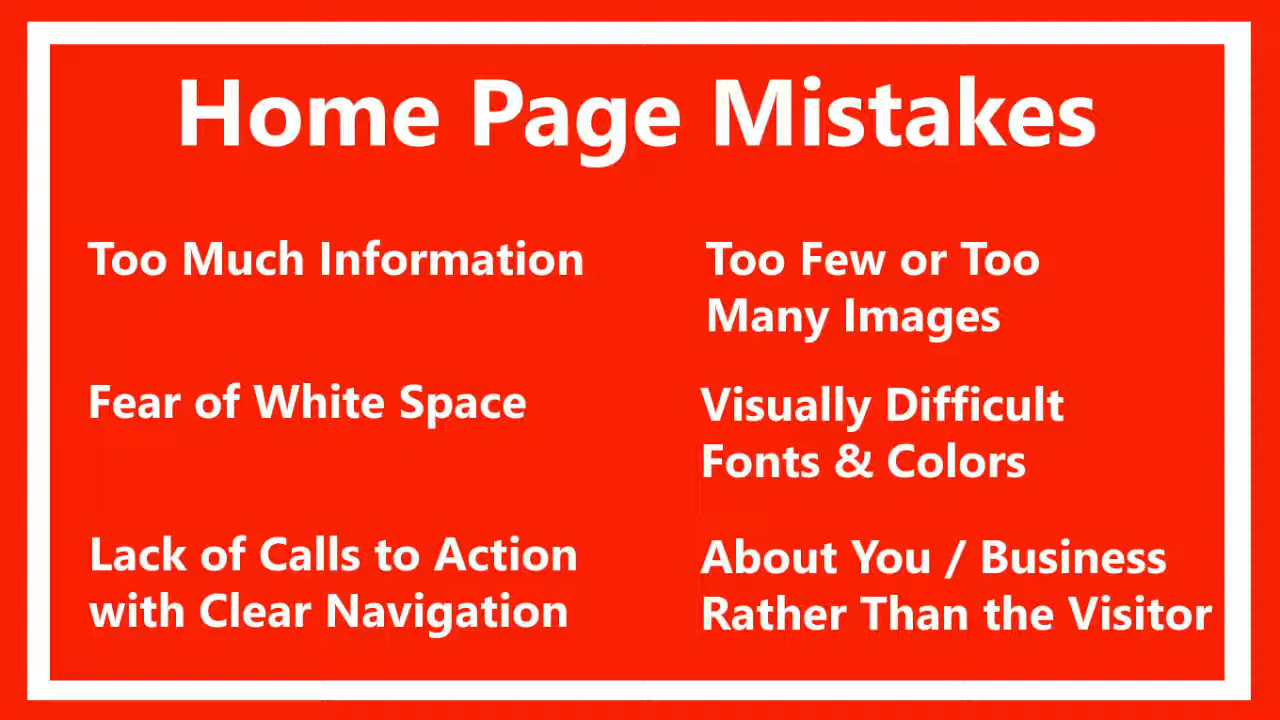 Home Page Mistakes
Too Much Information
Too Few or Too
Many Images
Fear of White Space
Visually Difficult
Fonts & Colors
Lack of Calls to Action
with Clear Navigation
About You / Business
Rather Than the Visitor